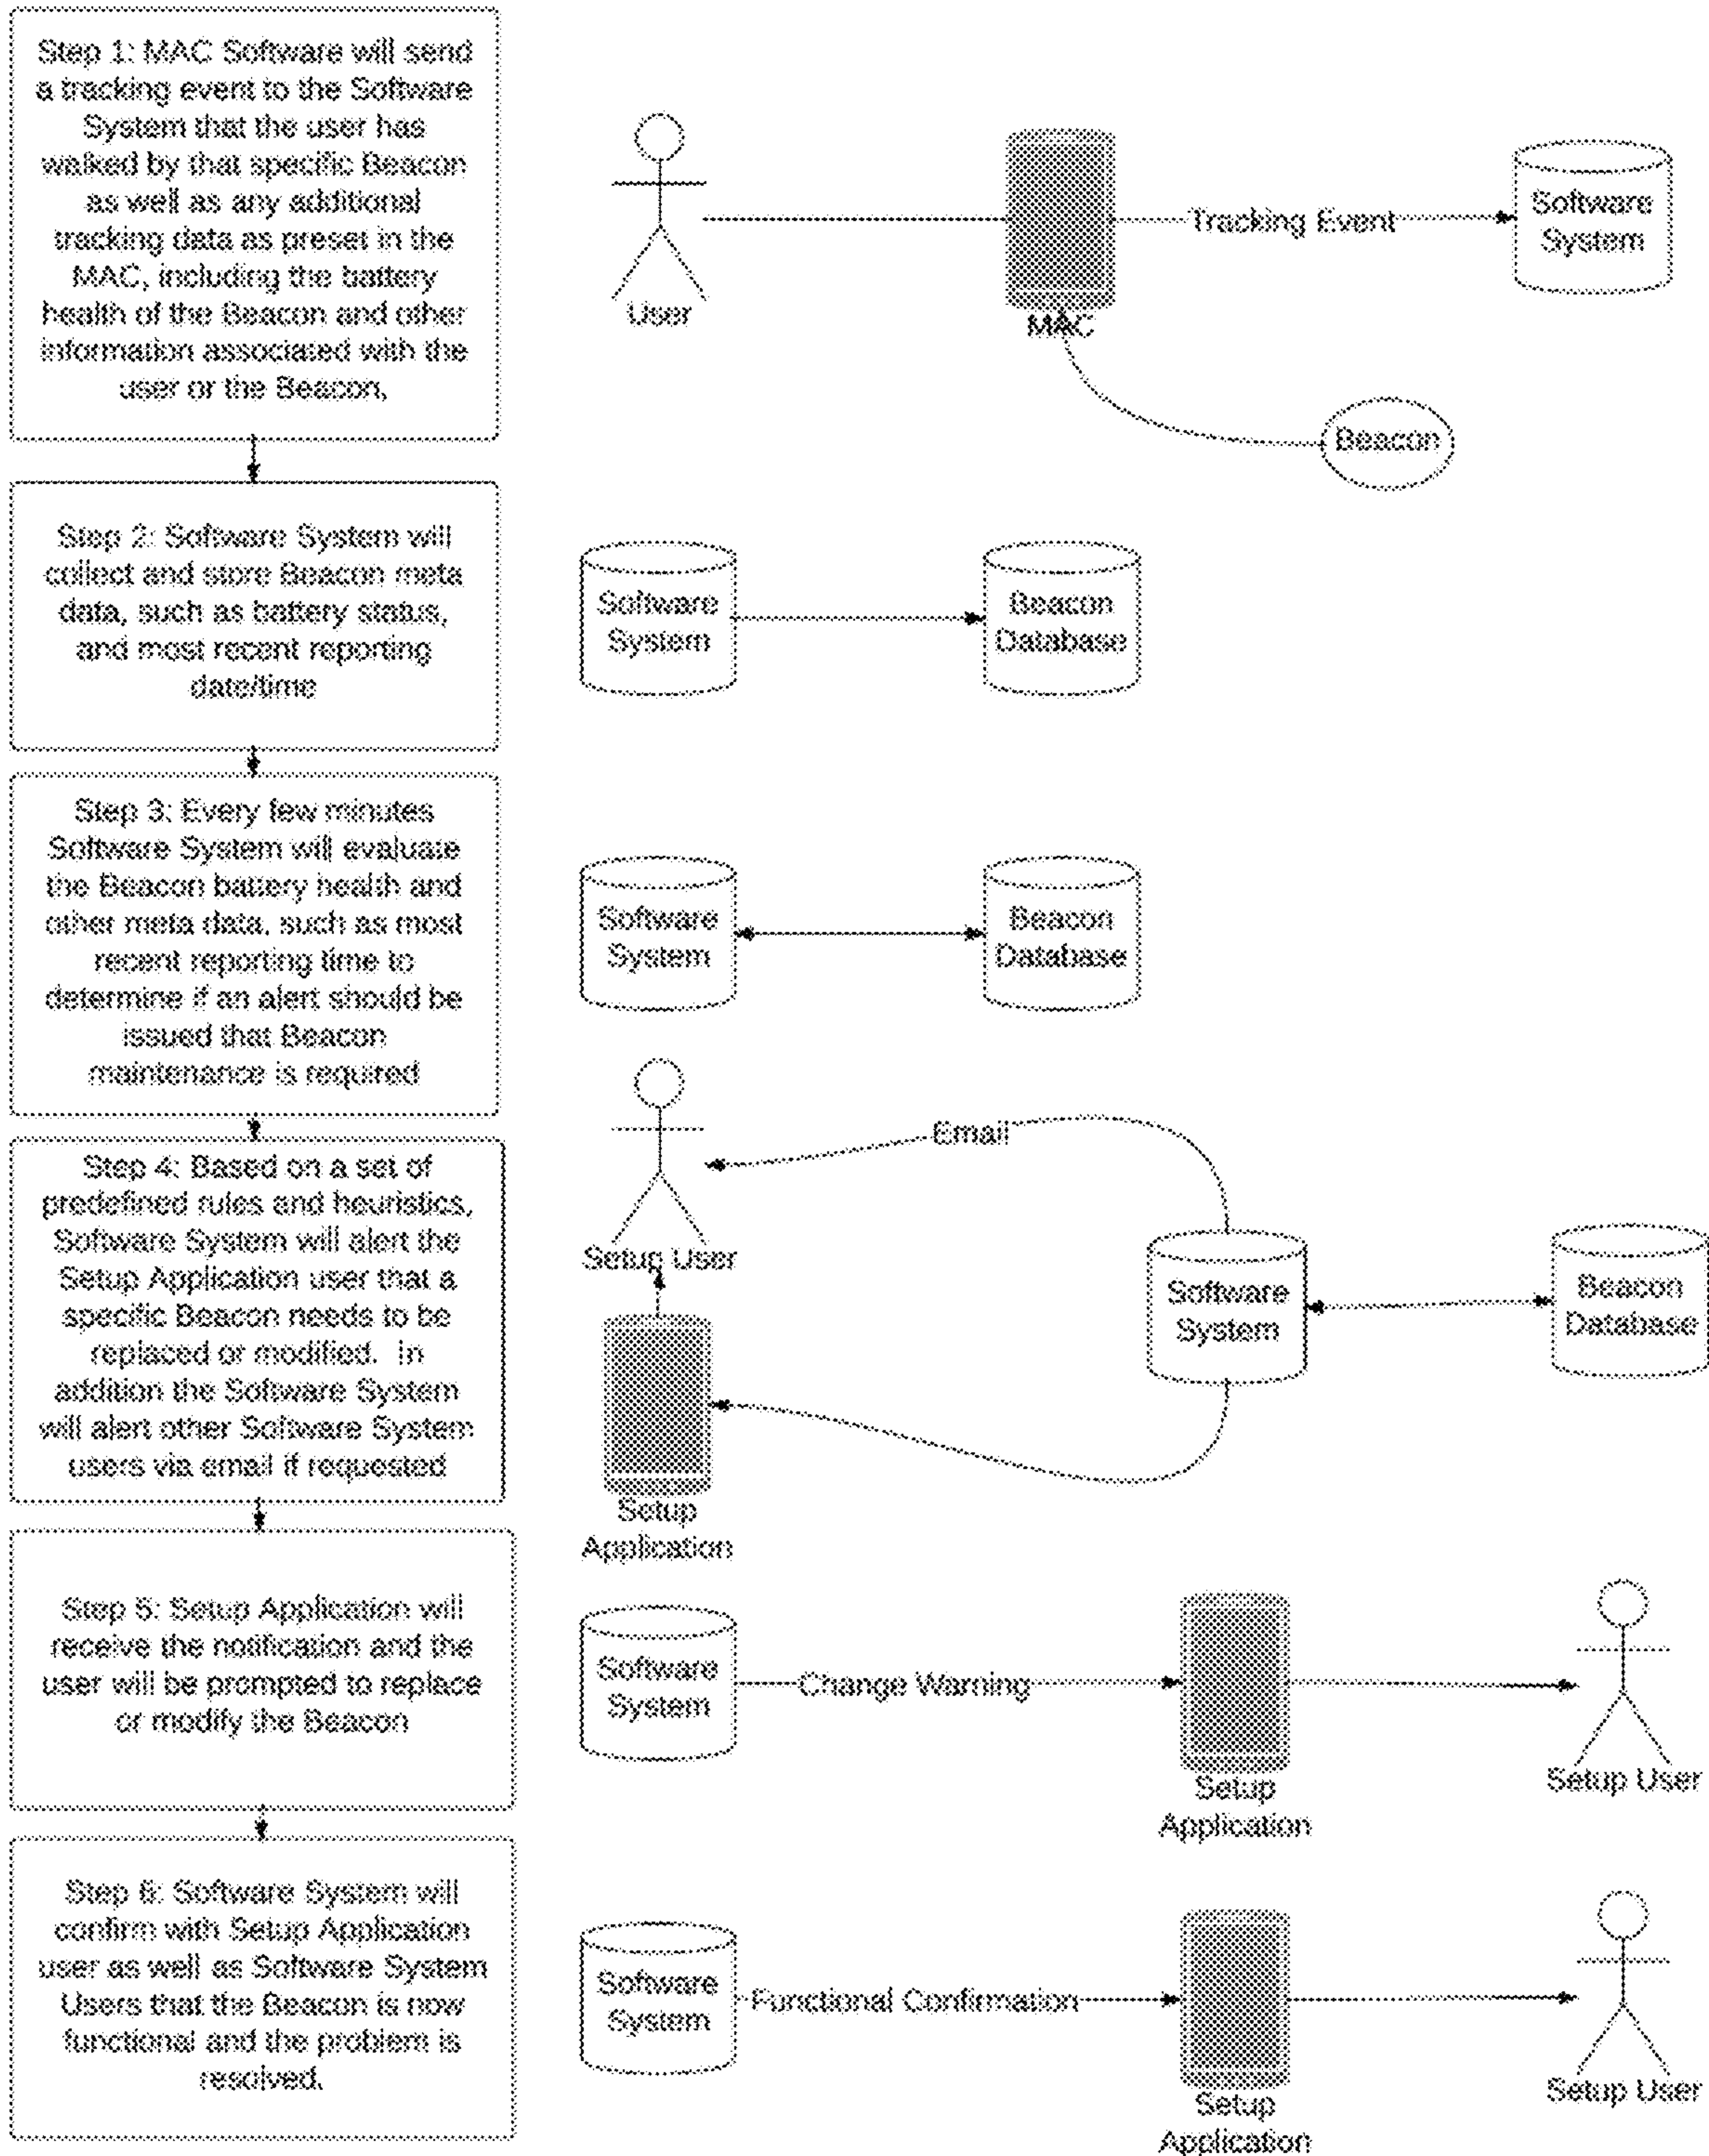 Step 1: MAC Software will send
a tracking event to the Software
System that the user has
walked by that specific Beacon
as well as any additional
tracking data as preset in the
MAC, including the battery
health of the Beacon and other
information associated with the
user or the Beacon.
User
MAC
Tracking Event
Software
System
Beacon
Step 2: Software System will
collect and store Beacon meta
data, such as battery status,
and most recent reporting
date/time
Software
System
Beacon
Database
Step 3: Every few minutes
Software System will evaluate
the Beacon battery health and
other meta data, such as most
recent reporting time to
determine if an alert should be
issued that Beacon
maintenance is required
Software
System
Beacon
Database
Step 4: Based on a set of
predefined rules and heuristics,
Software System will alert the
Setup Application user that a
specific Beacon needs to be
replaced or modified. In
addition the Software System
will alert other Software System
users via email if requested
Email
Setup User
Software
System
Beacon
Database
Setup
Application
Step 5: Setup Application will
receive the notification and the
user will be prompted to replace
or modify the Beacon
Software
System
Change Warning
Setup
Application
Setup User
Step 6: Software System will
confirm with Setup Application
user as well as Software System
Users that the Beacon is now
functional and the problem is
resolved.
Software
System
Functional Confirmation
Setup
Application
Setup User